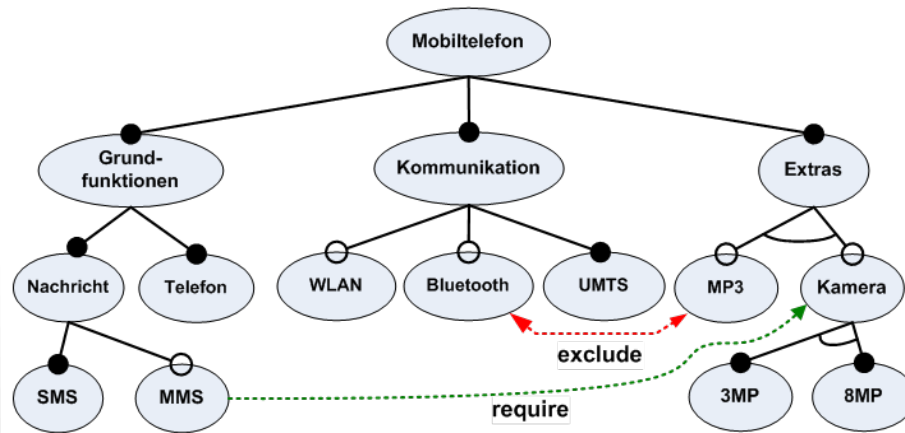 Mobiltelefon
Grund-
funktionen
Kommunikation
Extras
Nachricht
Telefon
WLAN
Bluetooth
UMTS
MP3
Kamera
exclude
SMS
MMS
require
3MP
8MP